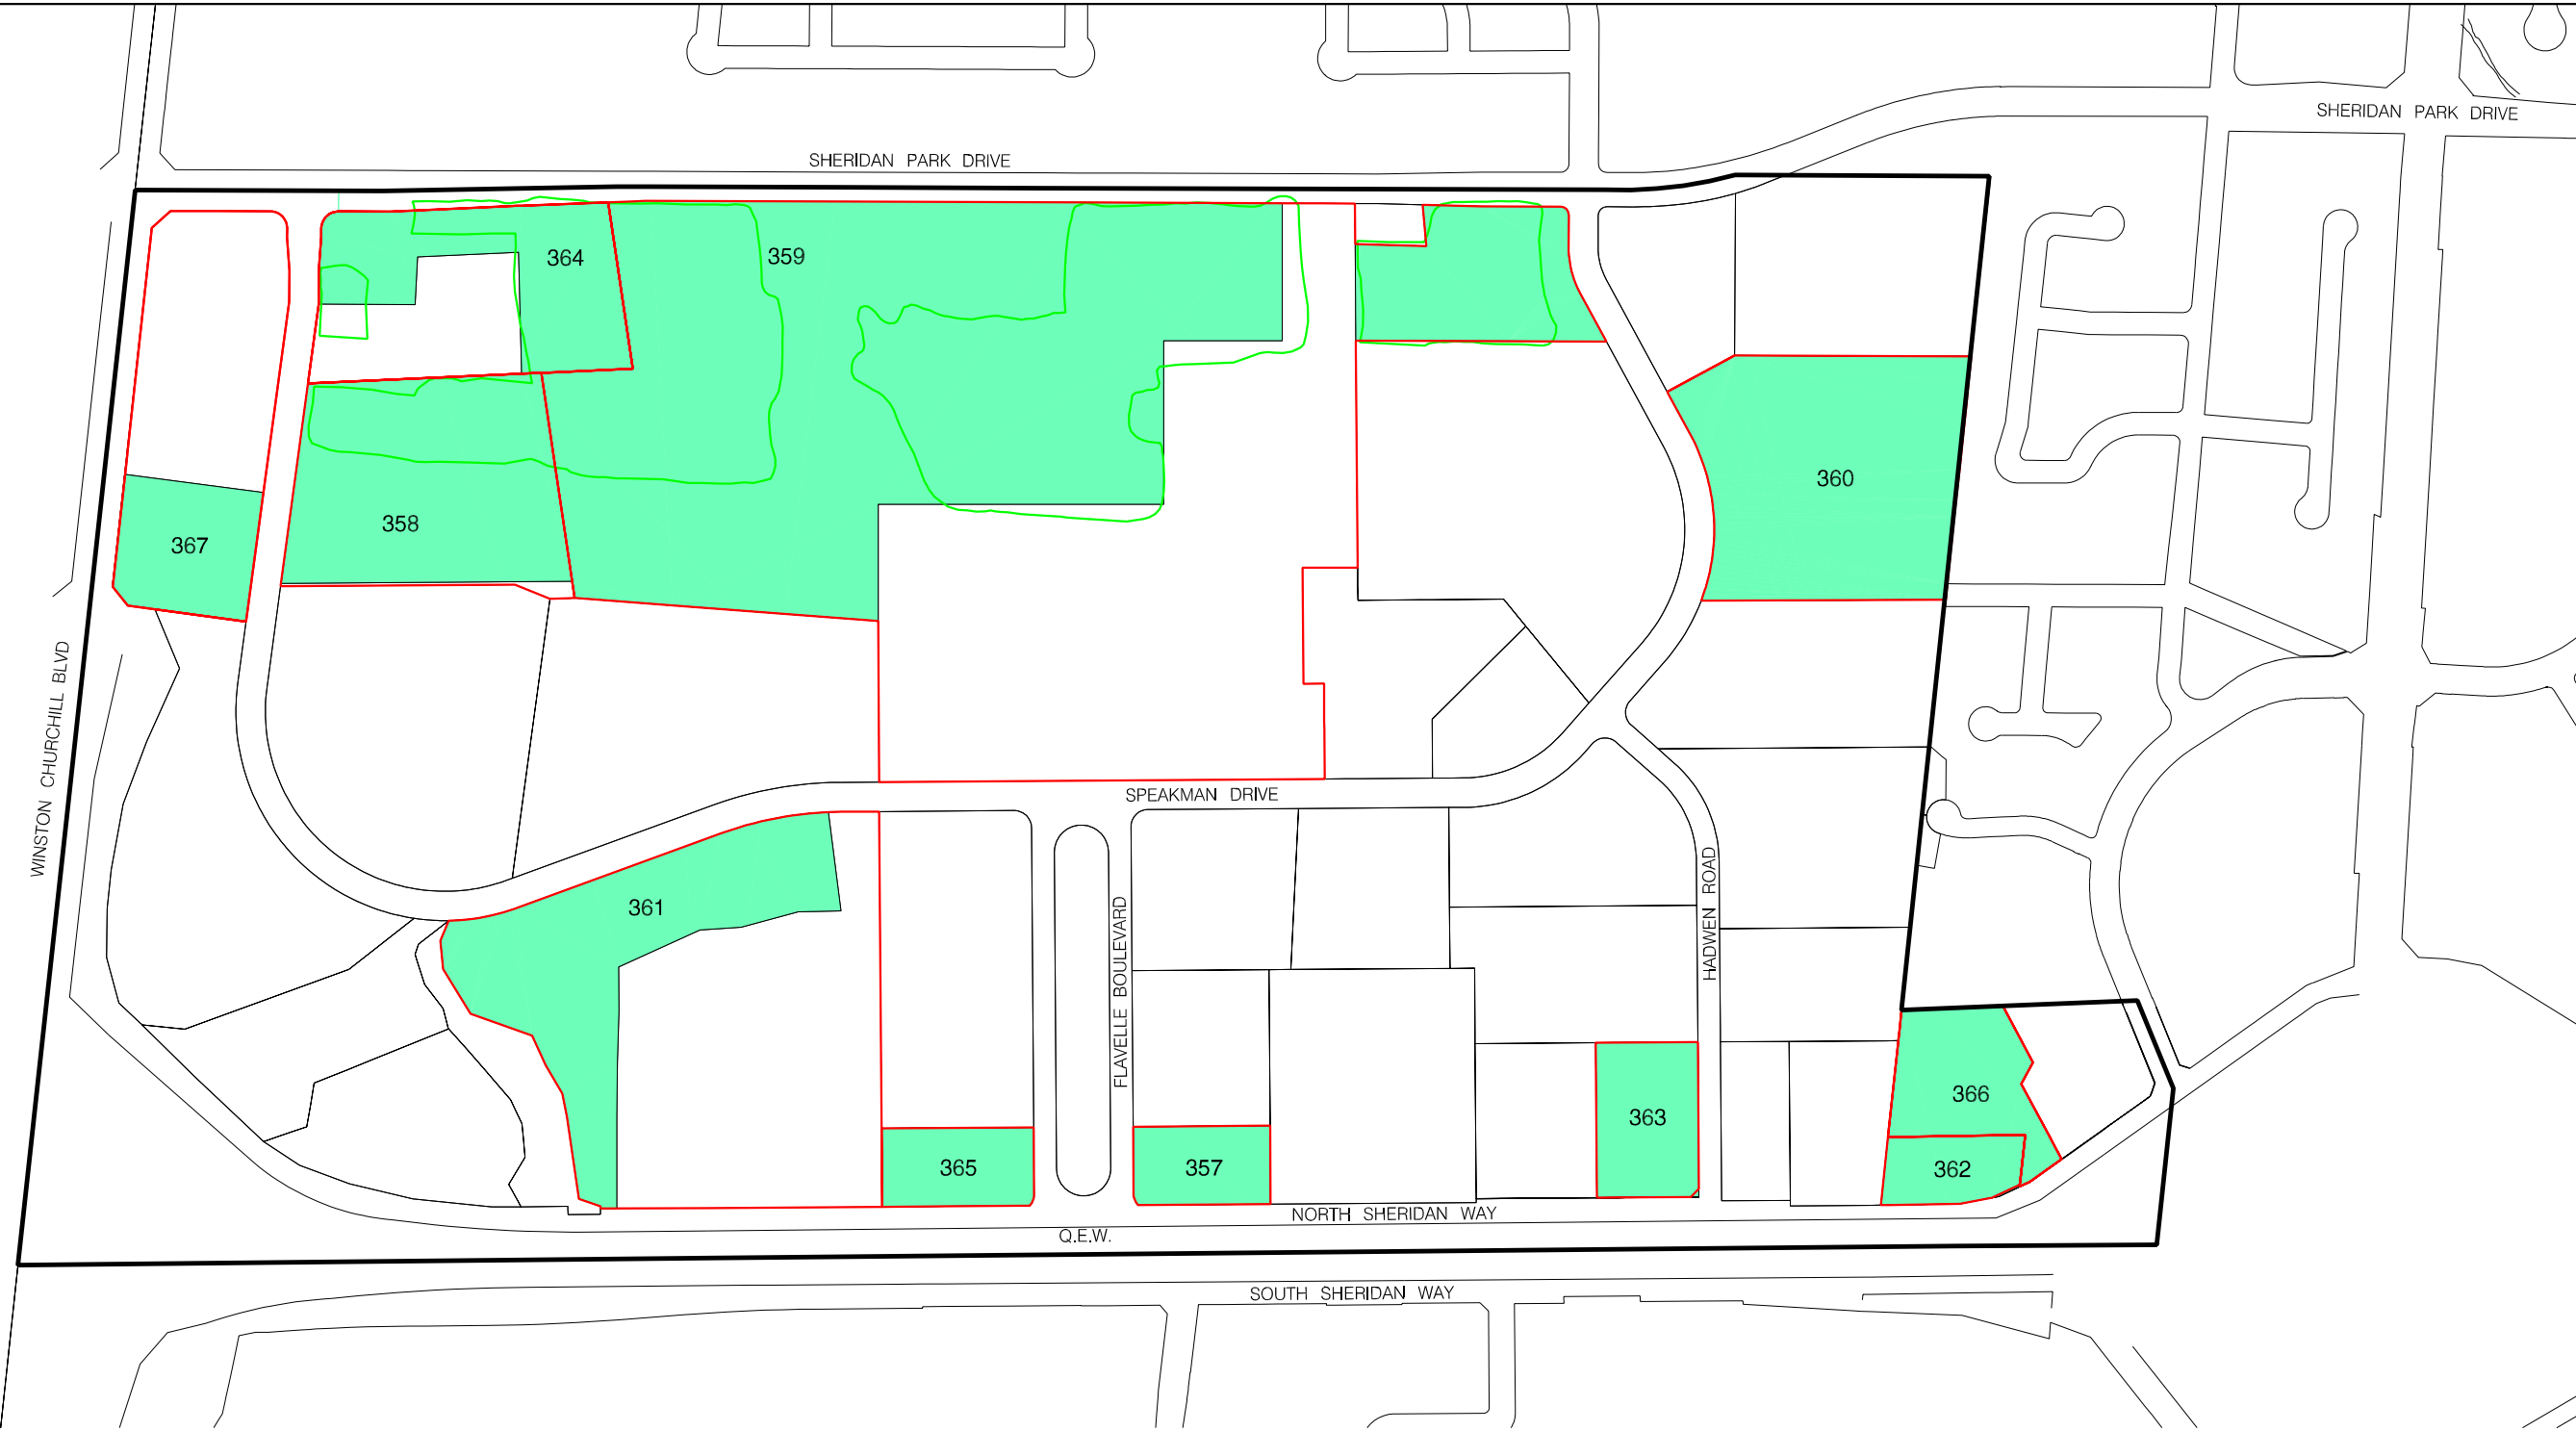 SHERIDAN PARK DRIVE
SHERIDAN PARK DRIVE
364
359
360
358
367
WINSTON CHURCHILL BLVD
SPEAKMAN DRIVE
361
FLAVELLE BOULEVARD
HADWEN ROAD
366
363
365
357
362
NORTH SHERIDAN WAY
Q.E.W.
SOUTH SHERIDAN WAY